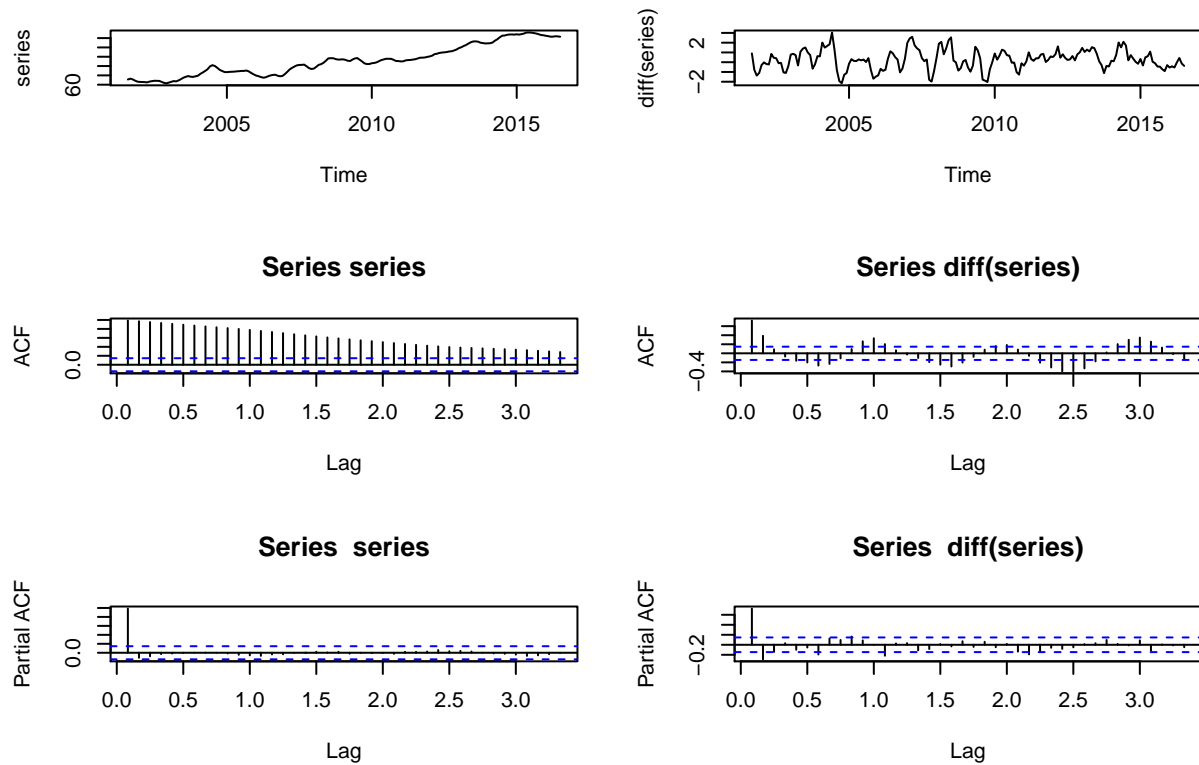 series
60
2005 2010 2015
Time
diff(series)
−2 2
2005 2010 2015
Time
Series series
ACF
0.0
0.0 0.5 1.0 1.5 2.0 2.5 3.0
Lag
Series diff(series)
ACF
−0.4
0.0 0.5 1.0 1.5 2.0 2.5 3.0
Lag
Series  series
Partial ACF
0.0
0.0 0.5 1.0 1.5 2.0 2.5 3.0
Lag
Series  diff(series)
Partial ACF
−0.2
0.0 0.5 1.0 1.5 2.0 2.5 3.0
Lag